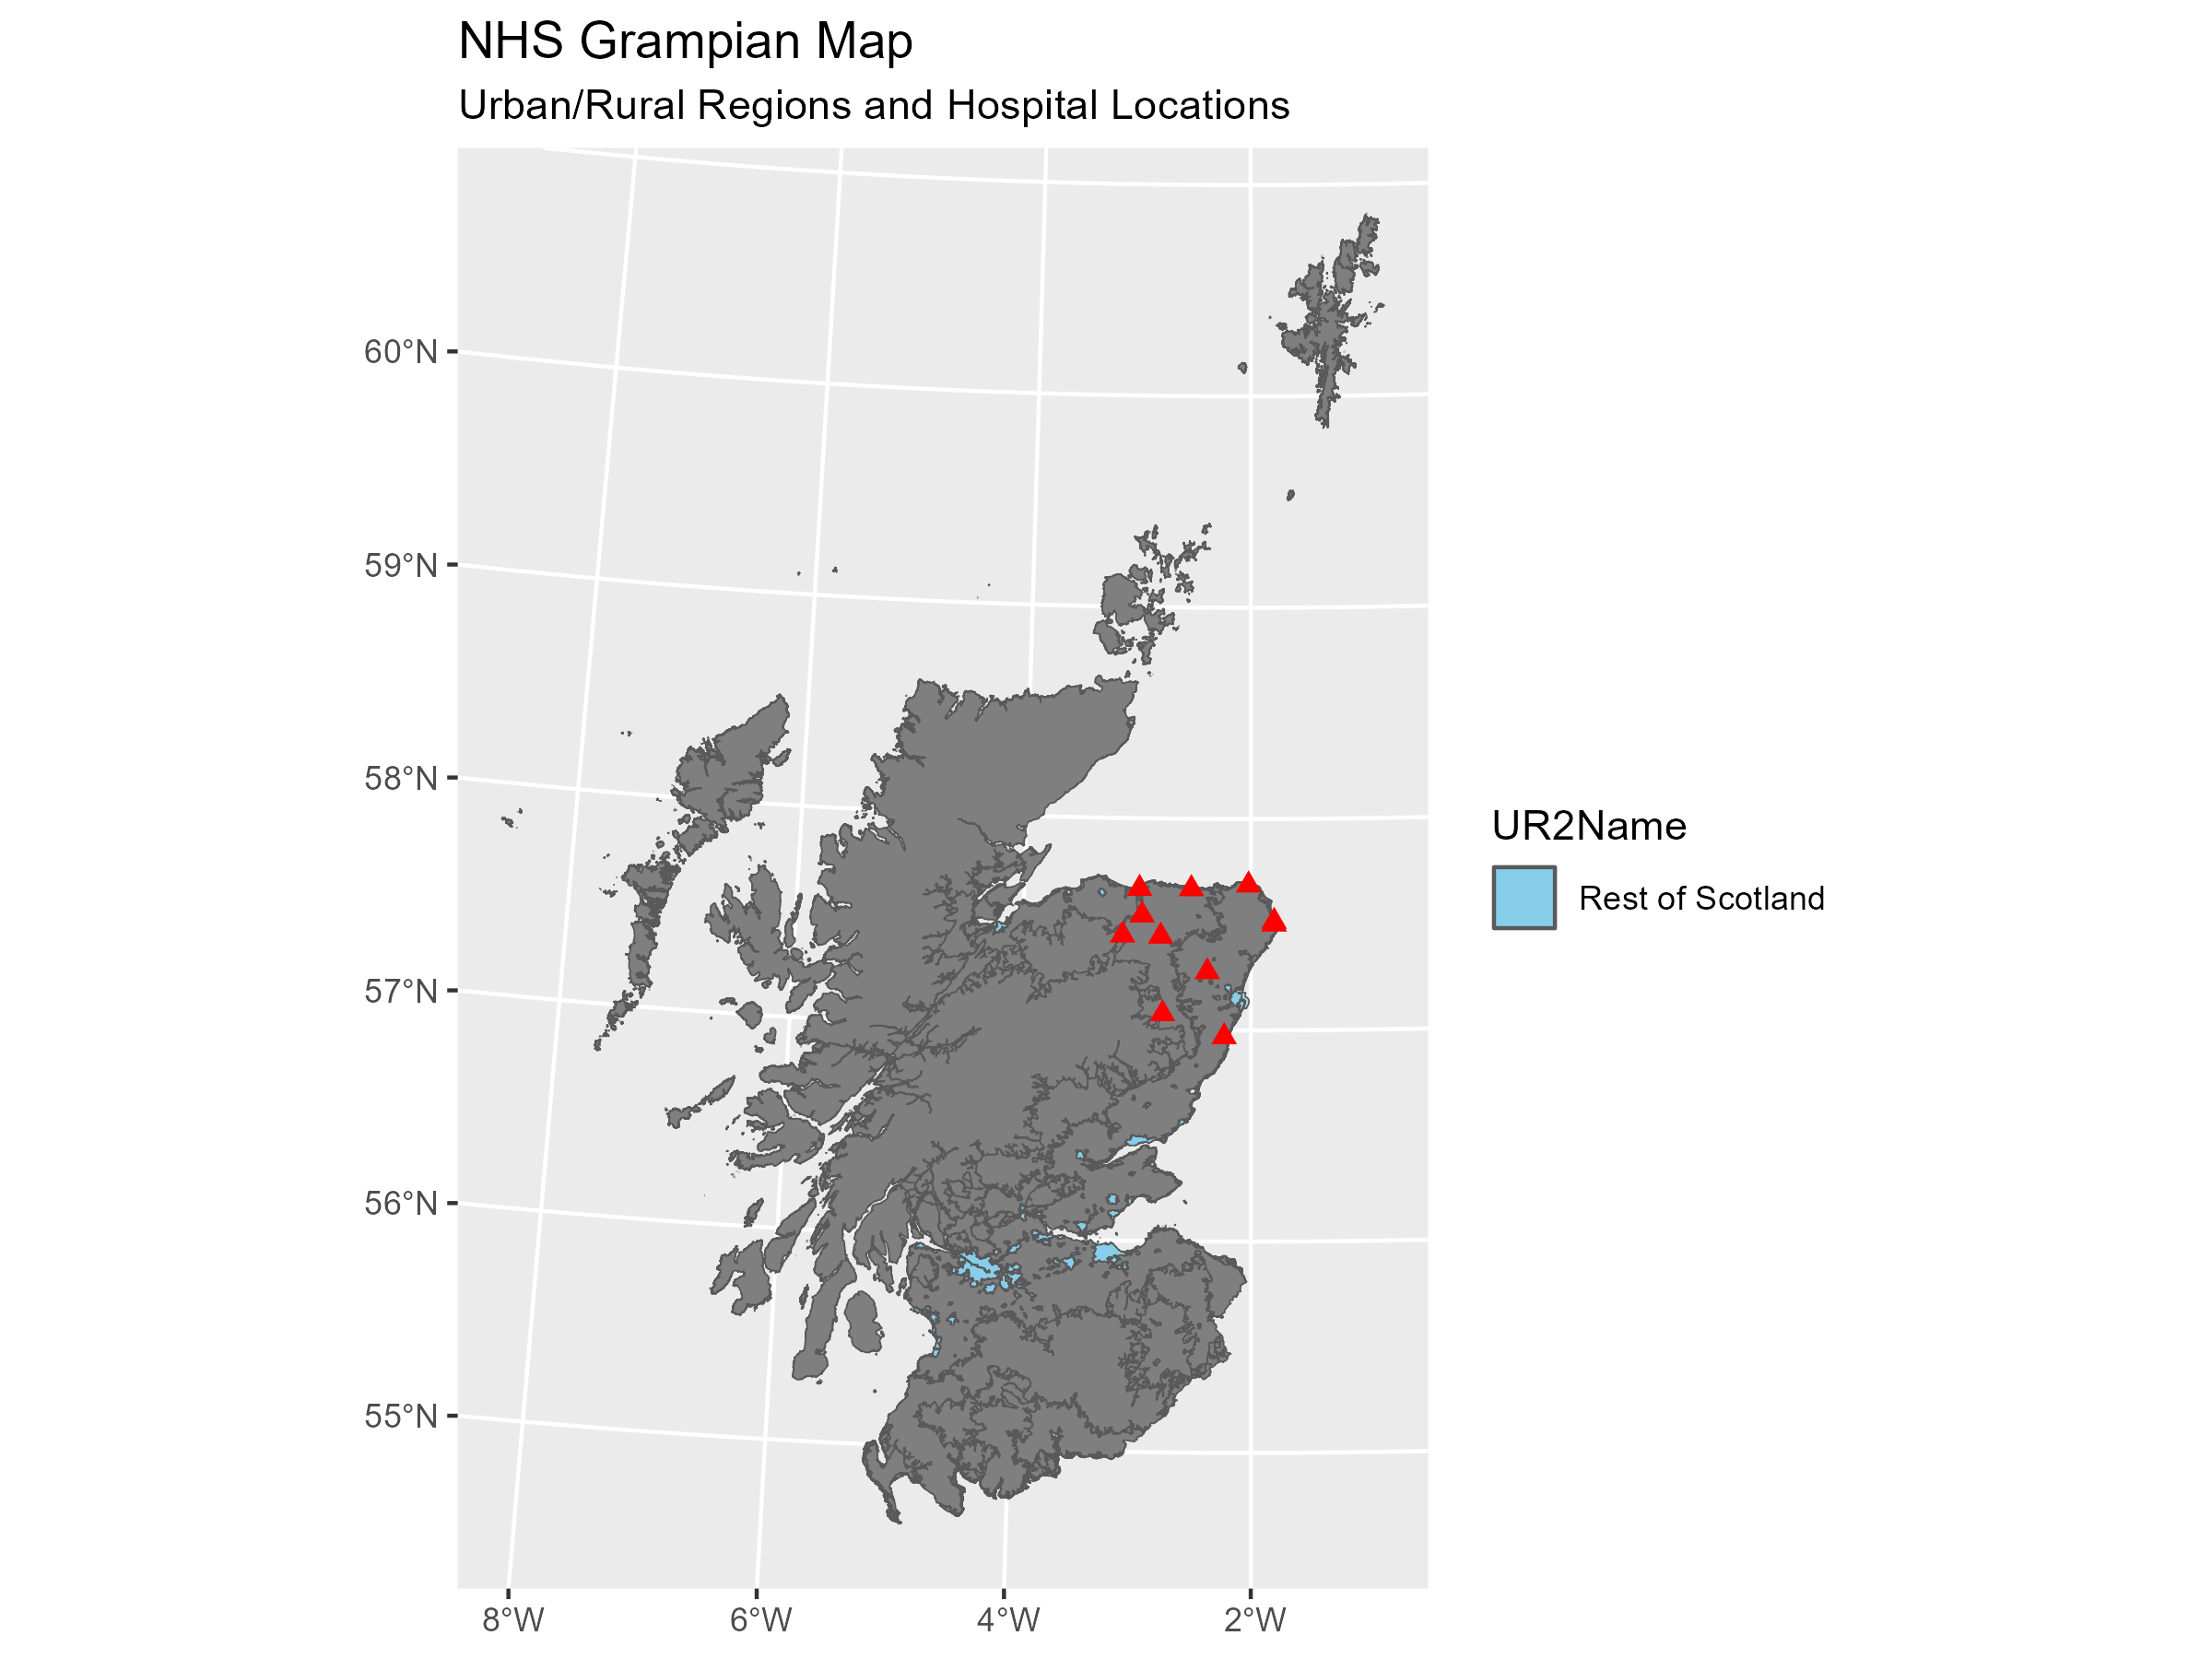 NHS Grampian Map
Urban/Rural Regions and Hospital Locations
60°N
59°N
58°N
57°N
56°N
55°N
8°W
6°W
4°W
2°W
UR2Name
Rest of Scotland